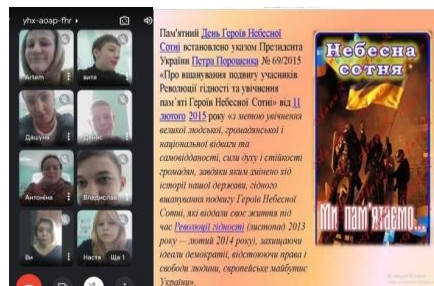 yhx-aoap-fhr
Artem
витя
Дашуня
Денис
Антоніна
Владислав
Ви
Настя
Ще 1
Пам'ятний День Героїв Небесної
Сотні встановлено указом Президента
України Петра Порошенка № 69/2015
«Про вшанування подвигу учасників
Революції гідності та увічнення
пам'яті Героїв Небесної Сотні» від 11
лютого 2015 року «з метою увічнення
великої людської, громадянської і
національної відваги та
самовідданості, сили духу і стійкості
громадян, завдяки яким змінено хід
історії нашої держави, гідного
вшанування подвигу Героїв Небесної
Сотні, які віддали своє життя під
час Революції гідності (листопад 2013
року — лютий 2014 року), захищаючи
ідеали демократії, відстоюючи права і
свободи людини, європейське майбутнє
України».
Небесна
сотня
Ми пам'ятаємо...